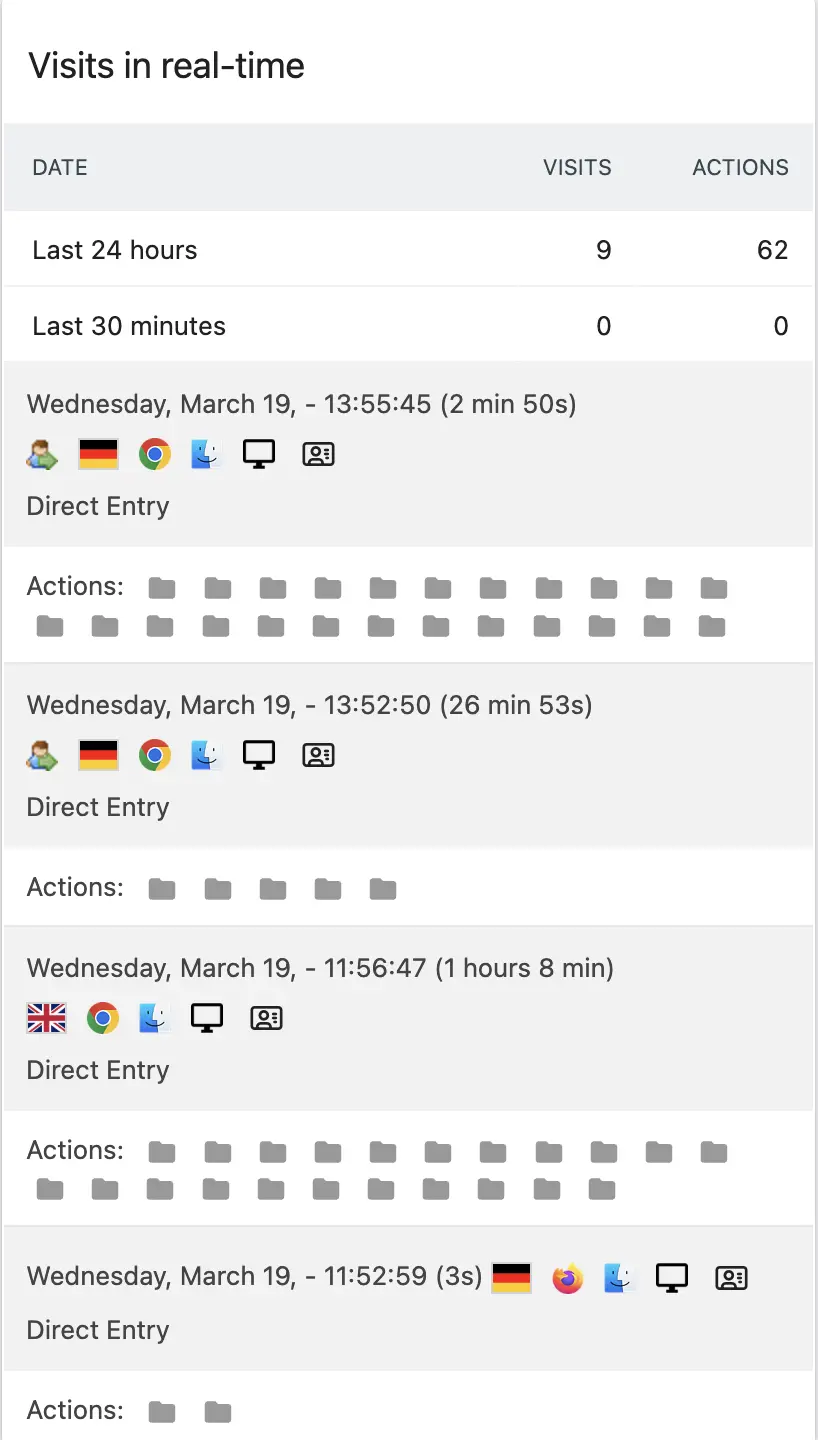 Visits in real-time
DATE VISITS ACTIONS
Last 24 hours 9 62
Last 30 minutes 0 0
Wednesday, March 19, - 13:55:45 (2 min 50s)
Direct Entry
Actions:
Wednesday, March 19, - 13:52:50 (26 min 53s)
Direct Entry
Actions:
Wednesday, March 19, - 11:56:47 (1 hours 8 min)
Direct Entry
Actions:
Wednesday, March 19, - 11:52:59 (3s)
Direct Entry
Actions: